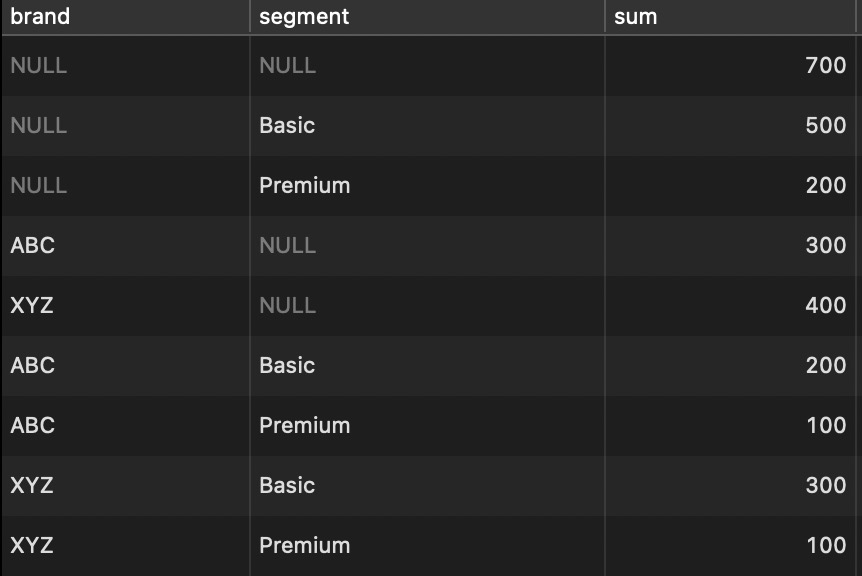 brand segment sum
NULL NULL 700
NULL Basic 500
NULL Premium 200
ABC NULL 300
XYZ NULL 400
ABC Basic 200
ABC Premium 100
XYZ Basic 300
XYZ Premium 100